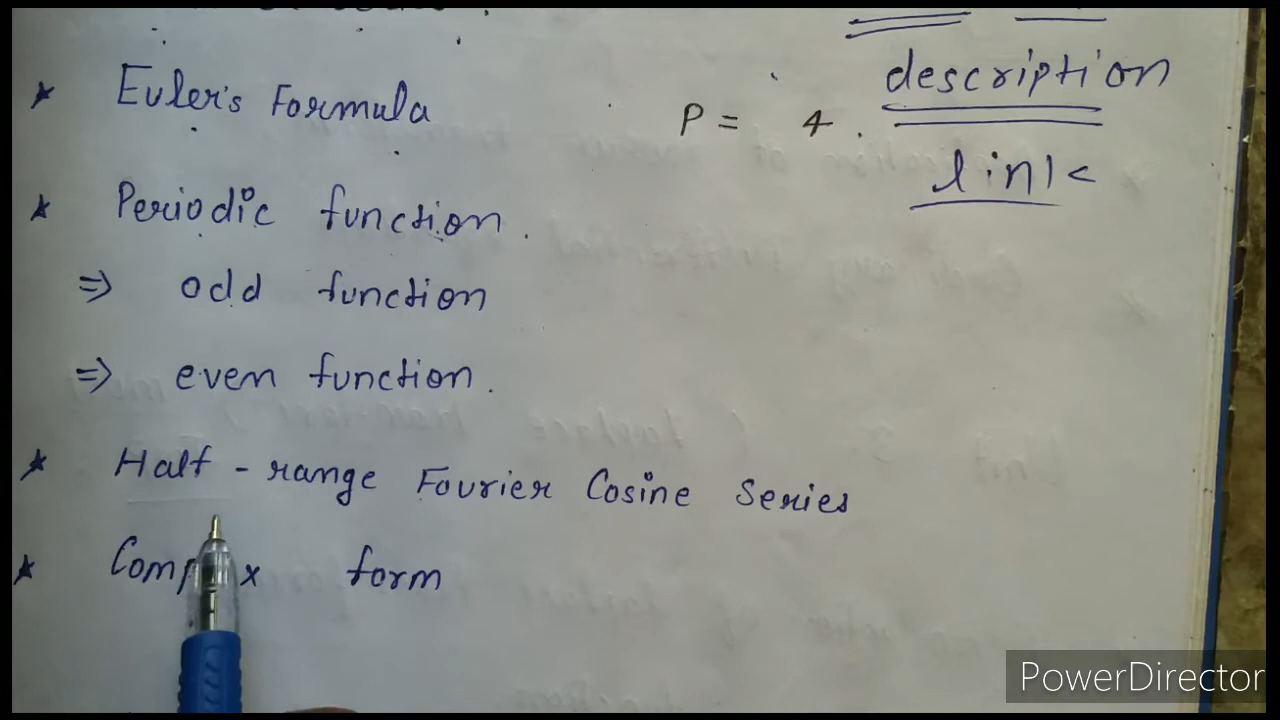 * Euler's Formula
P = 4. description
link
* Periodic function.
⇒ odd function
⇒ even function.
* Half - range Fourier Cosine Series
* form
PowerDirector